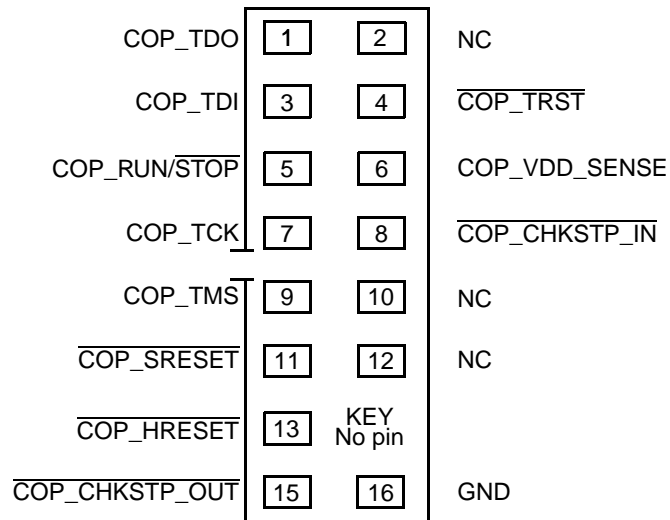 COP_TDO 1 2 NC
COP_TDI 3 4 COP_TRST
COP_RUN/STOP 5 6 COP_VDD_SENSE
COP_TCK 7 8 COP_CHKSTP_IN
COP_TMS 9 10 NC
COP_SRESET 11 12 NC
COP_HRESET 13 KEY
No pin
COP_CHKSTP_OUT 15 16 GND